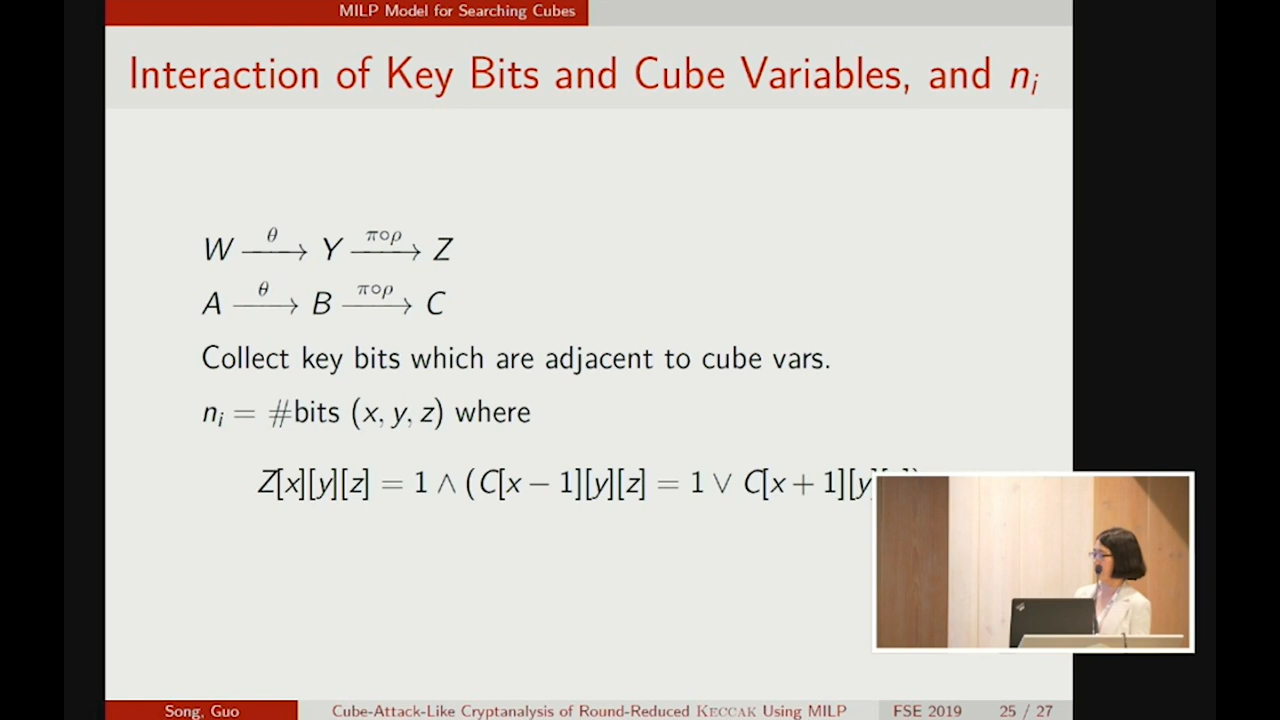 MILP Model for Searching Cubes
Interaction of Key Bits and Cube Variables, and nᵢ
W —θ→ Y —π∘ρ→ Z
A —θ→ B —π∘ρ→ C
Collect key bits which are adjacent to cube vars.
nᵢ = #bits (x, y, z) where
Z[x][y][z] = 1 ∧ (C[x − 1][y][z] = 1 ∨ C[x + 1][y]
Song, Guo Cube-Attack-Like Cryptanalysis of Round-Reduced KECCAK Using MILP FSE 2019 25 / 27